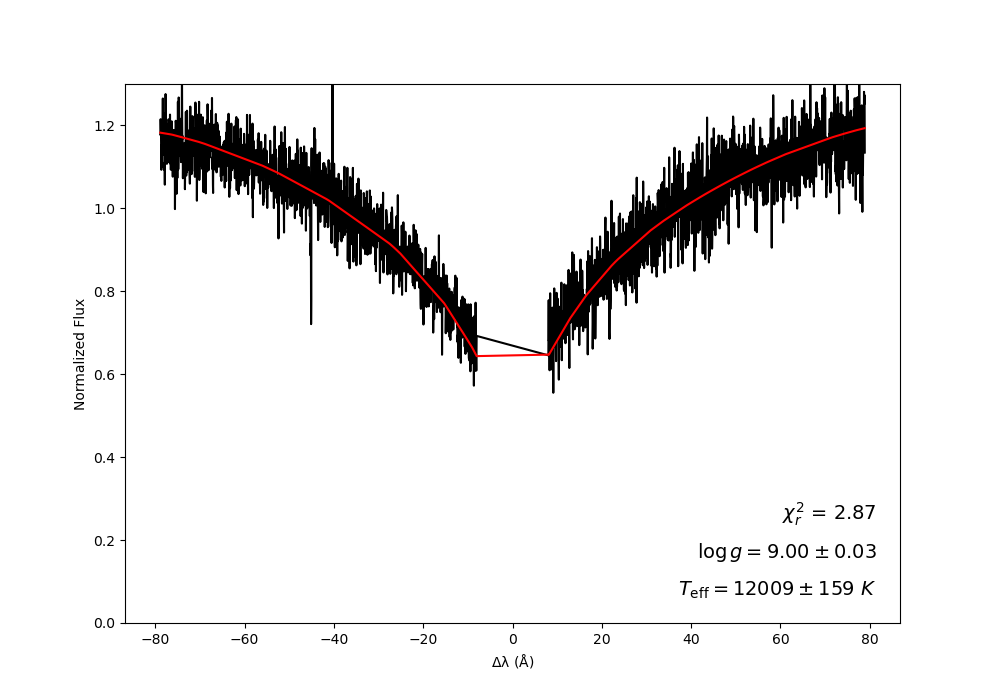 1.2
1.0
0.8
0.6
0.4
0.2
0.0
Normalized Flux
χ²ᵣ = 2.87
log g = 9.00 ± 0.03
T_eff = 12009 ± 159 K
−80 −60 −40 −20 0 20 40 60 80
Δλ (Å)